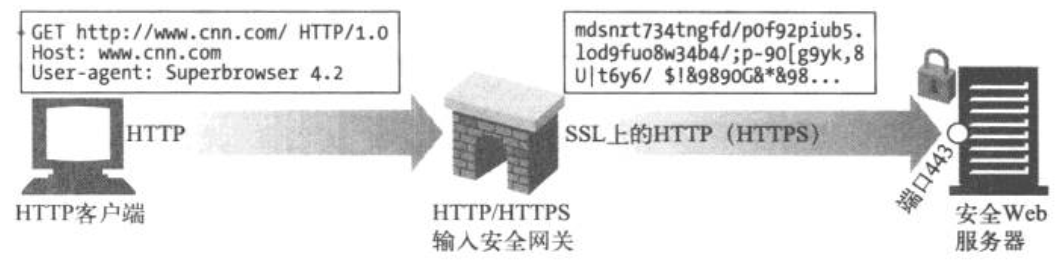 GET http://www.cnn.com/ HTTP/1.0
Host: www.cnn.com
User-agent: Superbrowser 4.2
mdsnrt734tngfd/pOf92piub5.
lod9fuo8w34b4/;p-9O[g9yk,8
U|t6y6/ $!&989OG&*&98...
HTTP
SSL上的HTTP（HTTPS）
端口443
HTTP客户端
HTTP/HTTPS
输入安全网关
安全Web
服务器